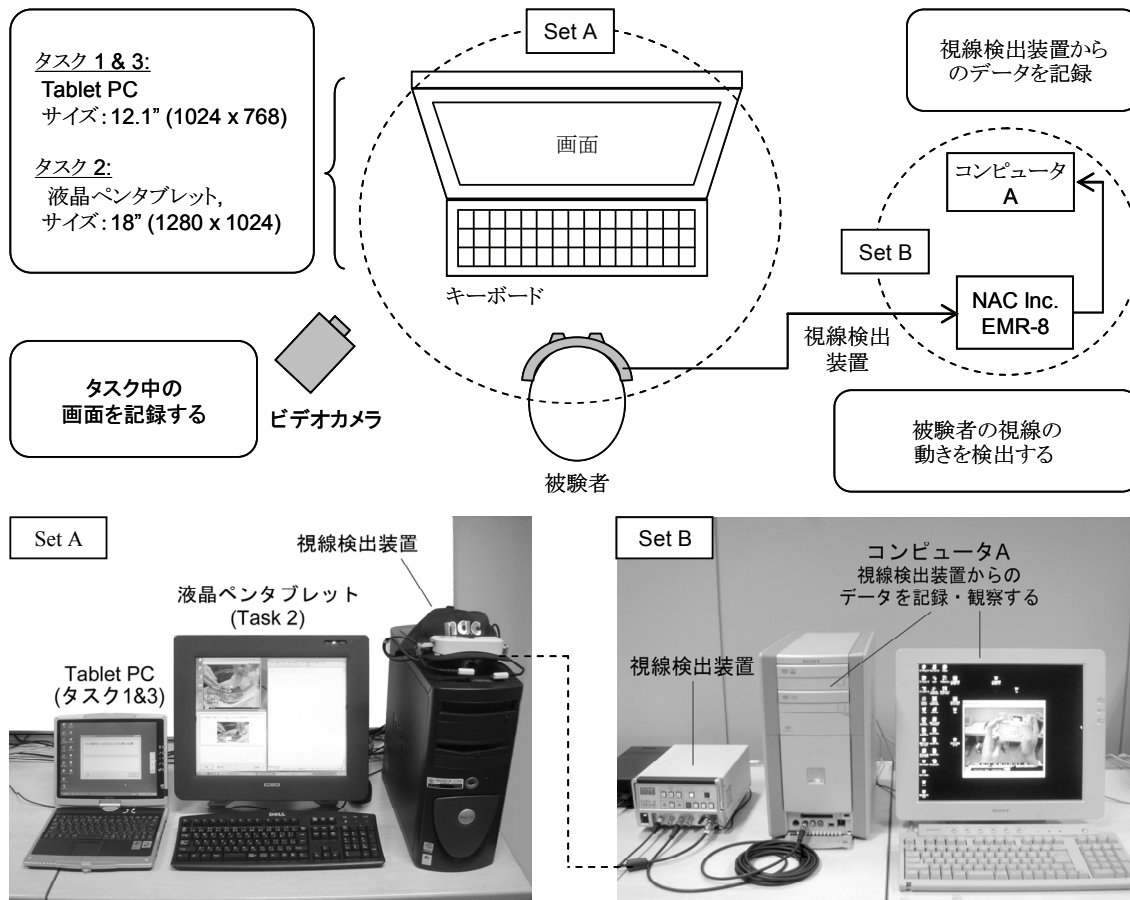 タスク 1 & 3:
Tablet PC
サイズ：12.1” (1024 x 768)
タスク 2:
液晶ペンタブレット,
サイズ：18” (1280 x 1024)
Set A
画面
キーボード
視線検出装置から
のデータを記録
コンピュータ
A
Set B
NAC Inc.
EMR-8
視線検出
装置
タスク中の
画面を記録する
ビデオカメラ
被験者
被験者の視線の
動きを検出する
Set A
視線検出装置
液晶ペンタブレット
(Task 2)
nac
Tablet PC
(タスク1&3)
DELL
Set B
コンピュータA
視線検出装置からの
データを記録・観察する
視線検出装置
SONY
SONY